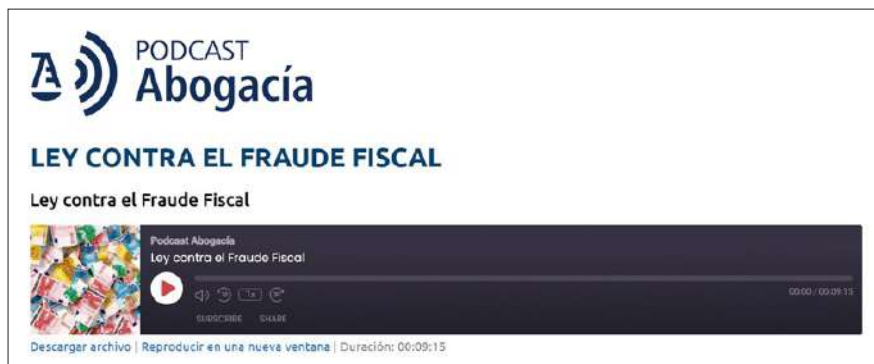 PODCAST
Abogacía
LEY CONTRA EL FRAUDE FISCAL
Ley contra el Fraude Fiscal
Podcast Abogacía
Ley contra el Fraude Fiscal
1x
00:00 / 00:09:15
SUBSCRIBE SHARE
Descargar archivo | Reproducir en una nueva ventana | Duración: 00:09:15